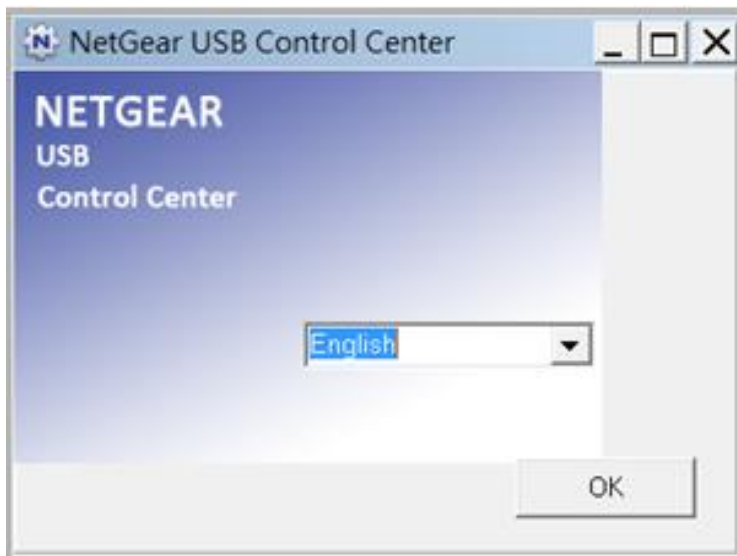 NetGear USB Control Center
NETGEAR
USB
Control Center
English
OK